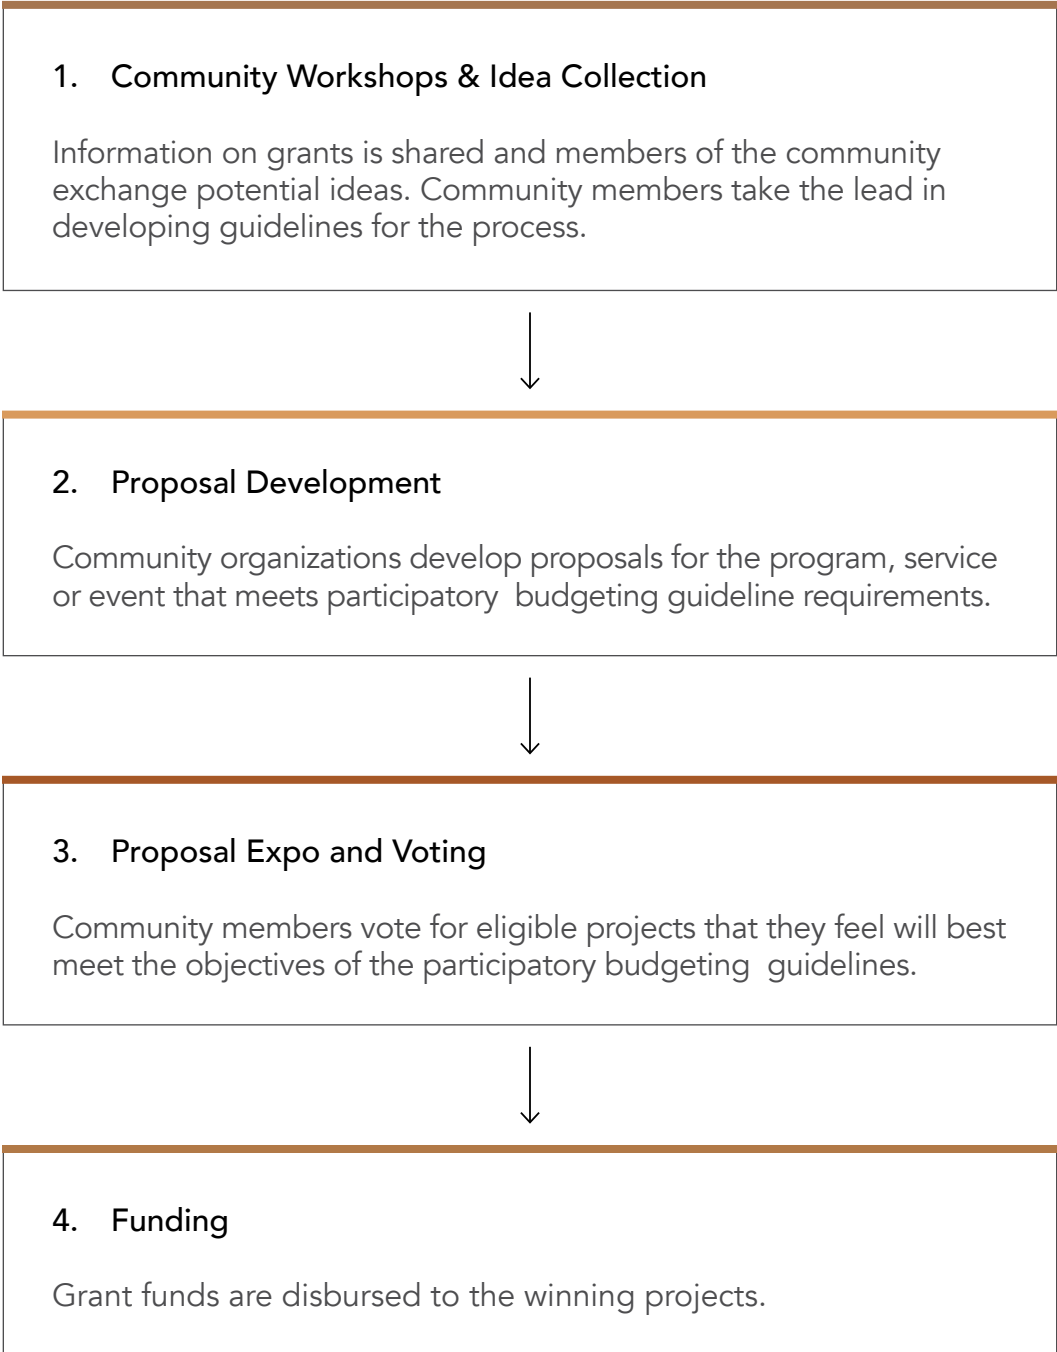 1. Community Workshops & Idea Collection
Information on grants is shared and members of the community
exchange potential ideas. Community members take the lead in
developing guidelines for the process.
2. Proposal Development
Community organizations develop proposals for the program, service
or event that meets participatory  budgeting guideline requirements.
3. Proposal Expo and Voting
Community members vote for eligible projects that they feel will best
meet the objectives of the participatory budgeting  guidelines.
4. Funding
Grant funds are disbursed to the winning projects.